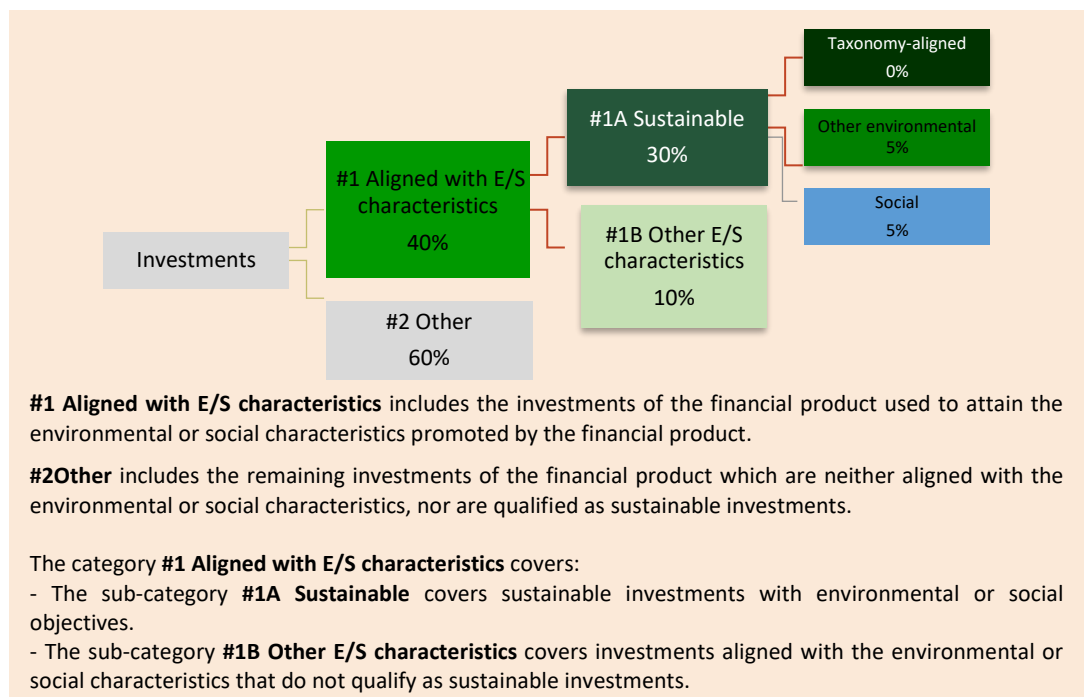 Taxonomy-aligned
0%
#1A Sustainable
30%
Other environmental
5%
#1 Aligned with E/S
characteristics
40%
Social
5%
#1B Other E/S
characteristics
10%
Investments
#2 Other
60%
#1 Aligned with E/S characteristics includes the investments of the financial product used to attain the
environmental or social characteristics promoted by the financial product.
#2Other includes the remaining investments of the financial product which are neither aligned with the
environmental or social characteristics, nor are qualified as sustainable investments.
The category #1 Aligned with E/S characteristics covers:
- The sub-category #1A Sustainable covers sustainable investments with environmental or social
objectives.
- The sub-category #1B Other E/S characteristics covers investments aligned with the environmental or
social characteristics that do not qualify as sustainable investments.